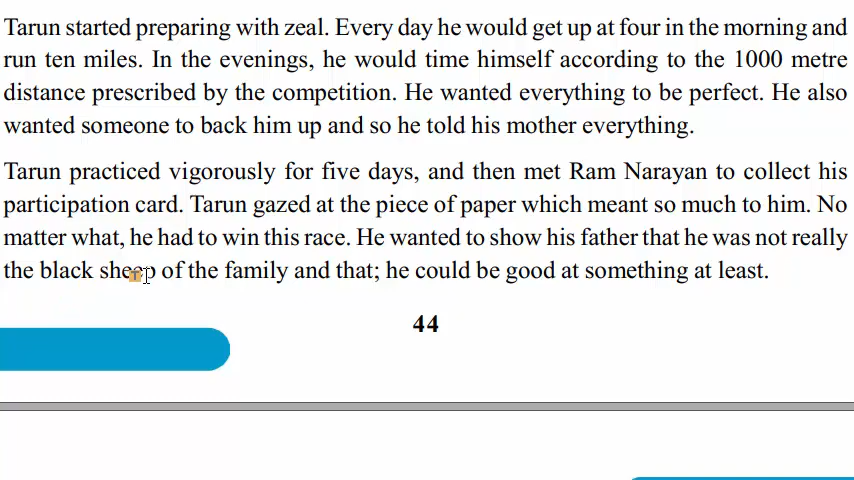 Tarun started preparing with zeal. Every day he would get up at four in the morning and
run ten miles. In the evenings, he would time himself according to the 1000 metre
distance prescribed by the competition. He wanted everything to be perfect. He also
wanted someone to back him up and so he told his mother everything.
Tarun practiced vigorously for five days, and then met Ram Narayan to collect his
participation card. Tarun gazed at the piece of paper which meant so much to him. No
matter what, he had to win this race. He wanted to show his father that he was not really
the black sheep of the family and that; he could be good at something at least.
44